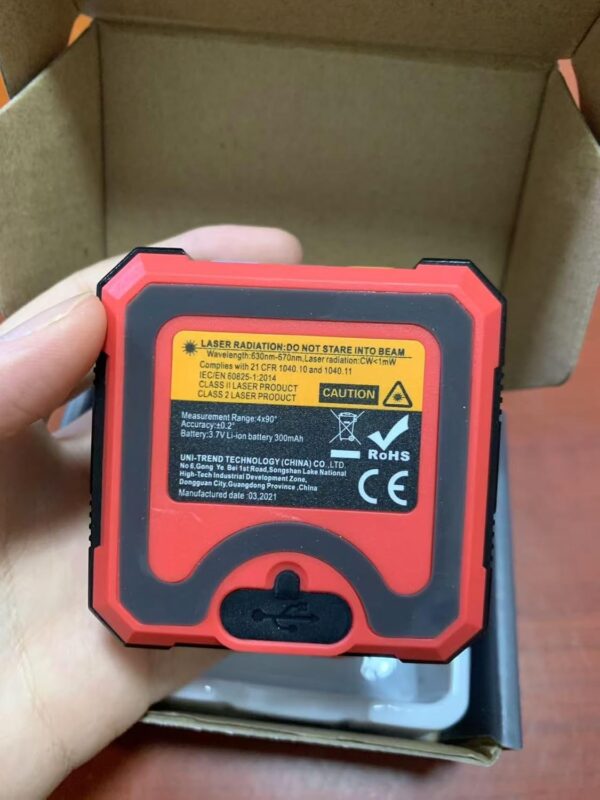 LASER RADIATION:DO NOT STARE INTO BEAM
Wavelength:630nm-670nm,Laser radiation:CW<1mW
Complies with 21 CFR 1040.10 and 1040.11
IEC/EN 60825-1:2014
CLASS II LASER PRODUCT
CLASS 2 LASER PRODUCT
CAUTION
Measurement Range:4x90°
Accuracy:±0.2°
Battery:3.7V Li-ion battery 300mAh
RoHS
UNI-TREND TECHNOLOGY (CHINA) CO.,LTD.
No 6,Gong Ye Bei 1st Road,Songshan Lake National
High-Tech Industrial Development Zone,
Dongguan City,Guangdong Province ,China
Manufactured date :03,2021
CE